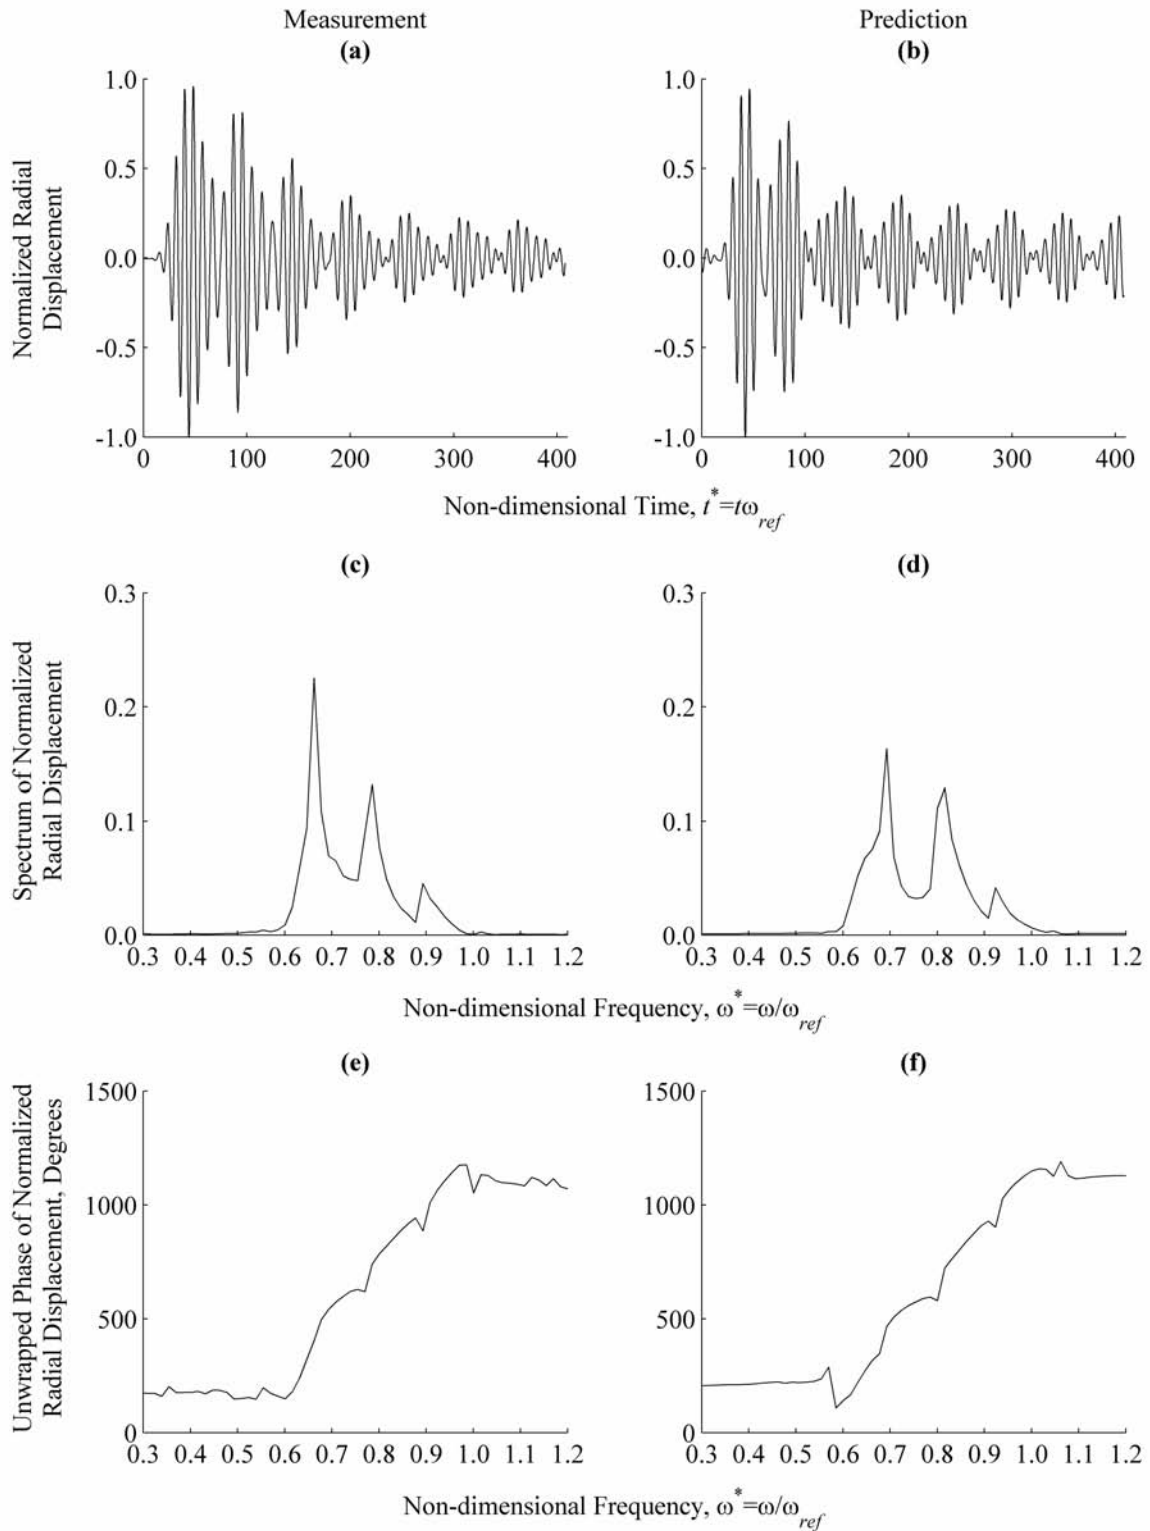 Measurement
Prediction
(a)
(b)
Normalized Radial
Displacement
1.0
0.5
0.0
-0.5
-1.0
0 100 200 300 400
1.0
0.5
0.0
-0.5
-1.0
0 100 200 300 400
Non-dimensional Time, t*=tωref
(c)
(d)
Spectrum of Normalized
Radial Displacement
0.3
0.2
0.1
0.0
0.3 0.4 0.5 0.6 0.7 0.8 0.9 1.0 1.1 1.2
0.3
0.2
0.1
0.0
0.3 0.4 0.5 0.6 0.7 0.8 0.9 1.0 1.1 1.2
Non-dimensional Frequency, ω*=ω/ωref
(e)
(f)
Unwrapped Phase of Normalized
Radial Displacement, Degrees
1500
1000
500
0
0.3 0.4 0.5 0.6 0.7 0.8 0.9 1.0 1.1 1.2
1500
1000
500
0
0.3 0.4 0.5 0.6 0.7 0.8 0.9 1.0 1.1 1.2
Non-dimensional Frequency, ω*=ω/ωref